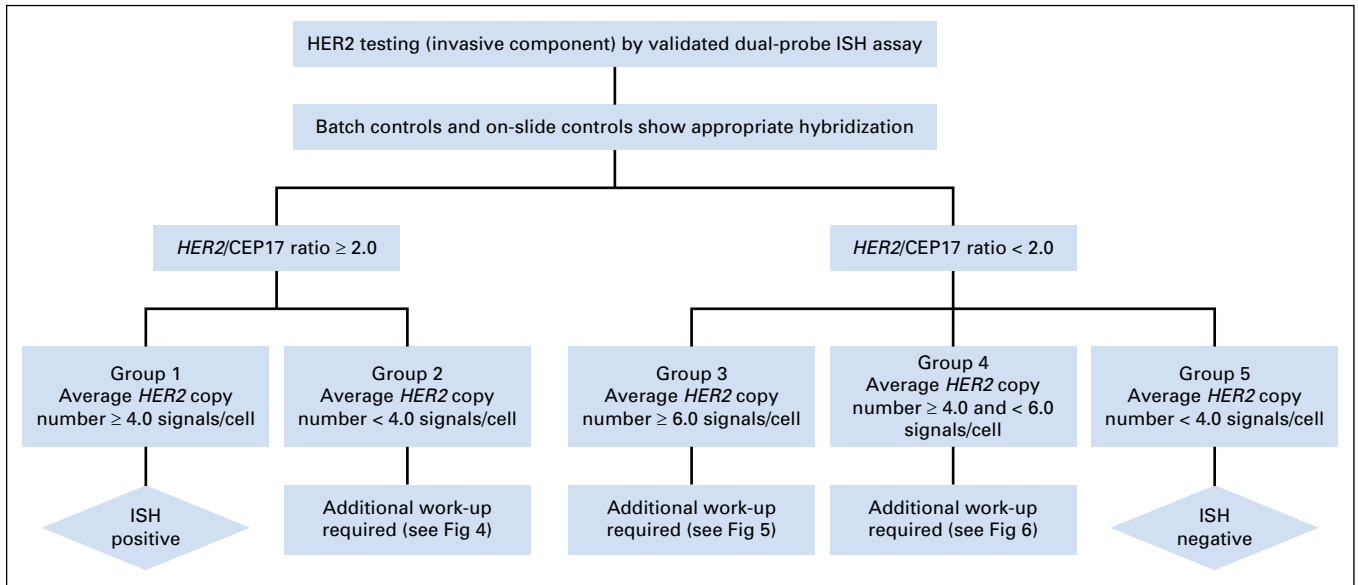 HER2 testing (invasive component) by validated dual-probe ISH assay
Batch controls and on-slide controls show appropriate hybridization
HER2/CEP17 ratio ≥ 2.0
HER2/CEP17 ratio < 2.0
Group 1
Average HER2 copy
number ≥ 4.0 signals/cell
Group 2
Average HER2 copy
number < 4.0 signals/cell
Group 3
Average HER2 copy
number ≥ 6.0 signals/cell
Group 4
Average HER2 copy
number ≥ 4.0 and < 6.0
signals/cell
Group 5
Average HER2 copy
number < 4.0 signals/cell
ISH
positive
Additional work-up
required (see Fig 4)
Additional work-up
required (see Fig 5)
Additional work-up
required (see Fig 6)
ISH
negative